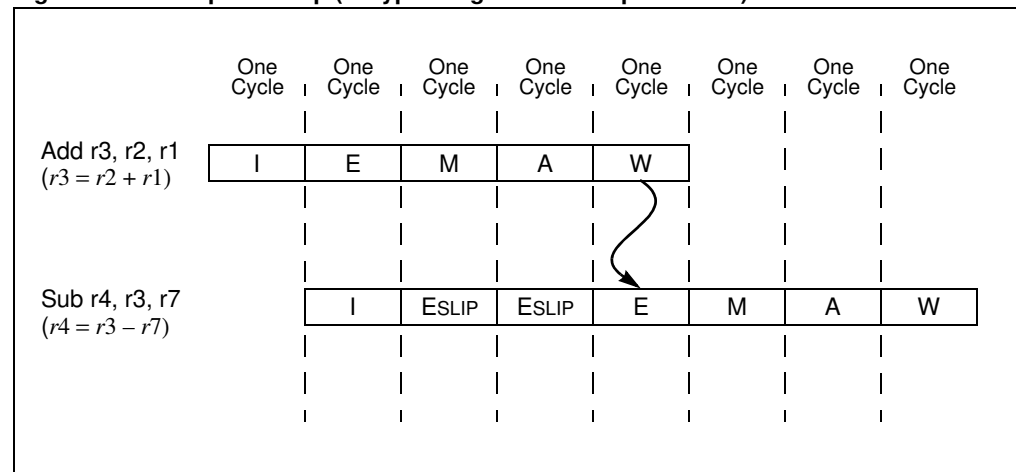 One One One One One One One One
Cycle Cycle Cycle Cycle Cycle Cycle Cycle Cycle
Add r3, r2, r1
(r3 = r2 + r1)
I E M A W
Sub r4, r3, r7
(r4 = r3 – r7)
I ESLIP ESLIP E M A W